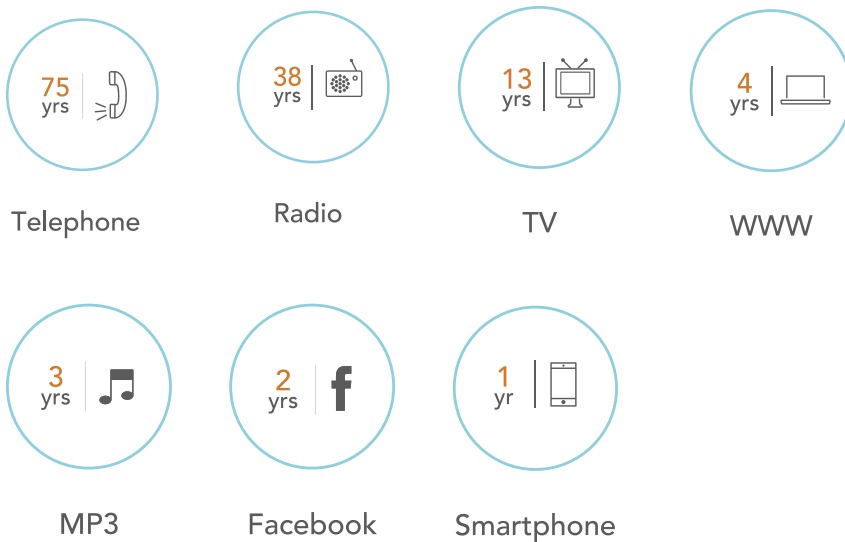 75
yrs
38
yrs
13
yrs
4
yrs
Telephone
Radio
TV
WWW
3
yrs
2
yrs
f
1
yr
MP3
Facebook
Smartphone